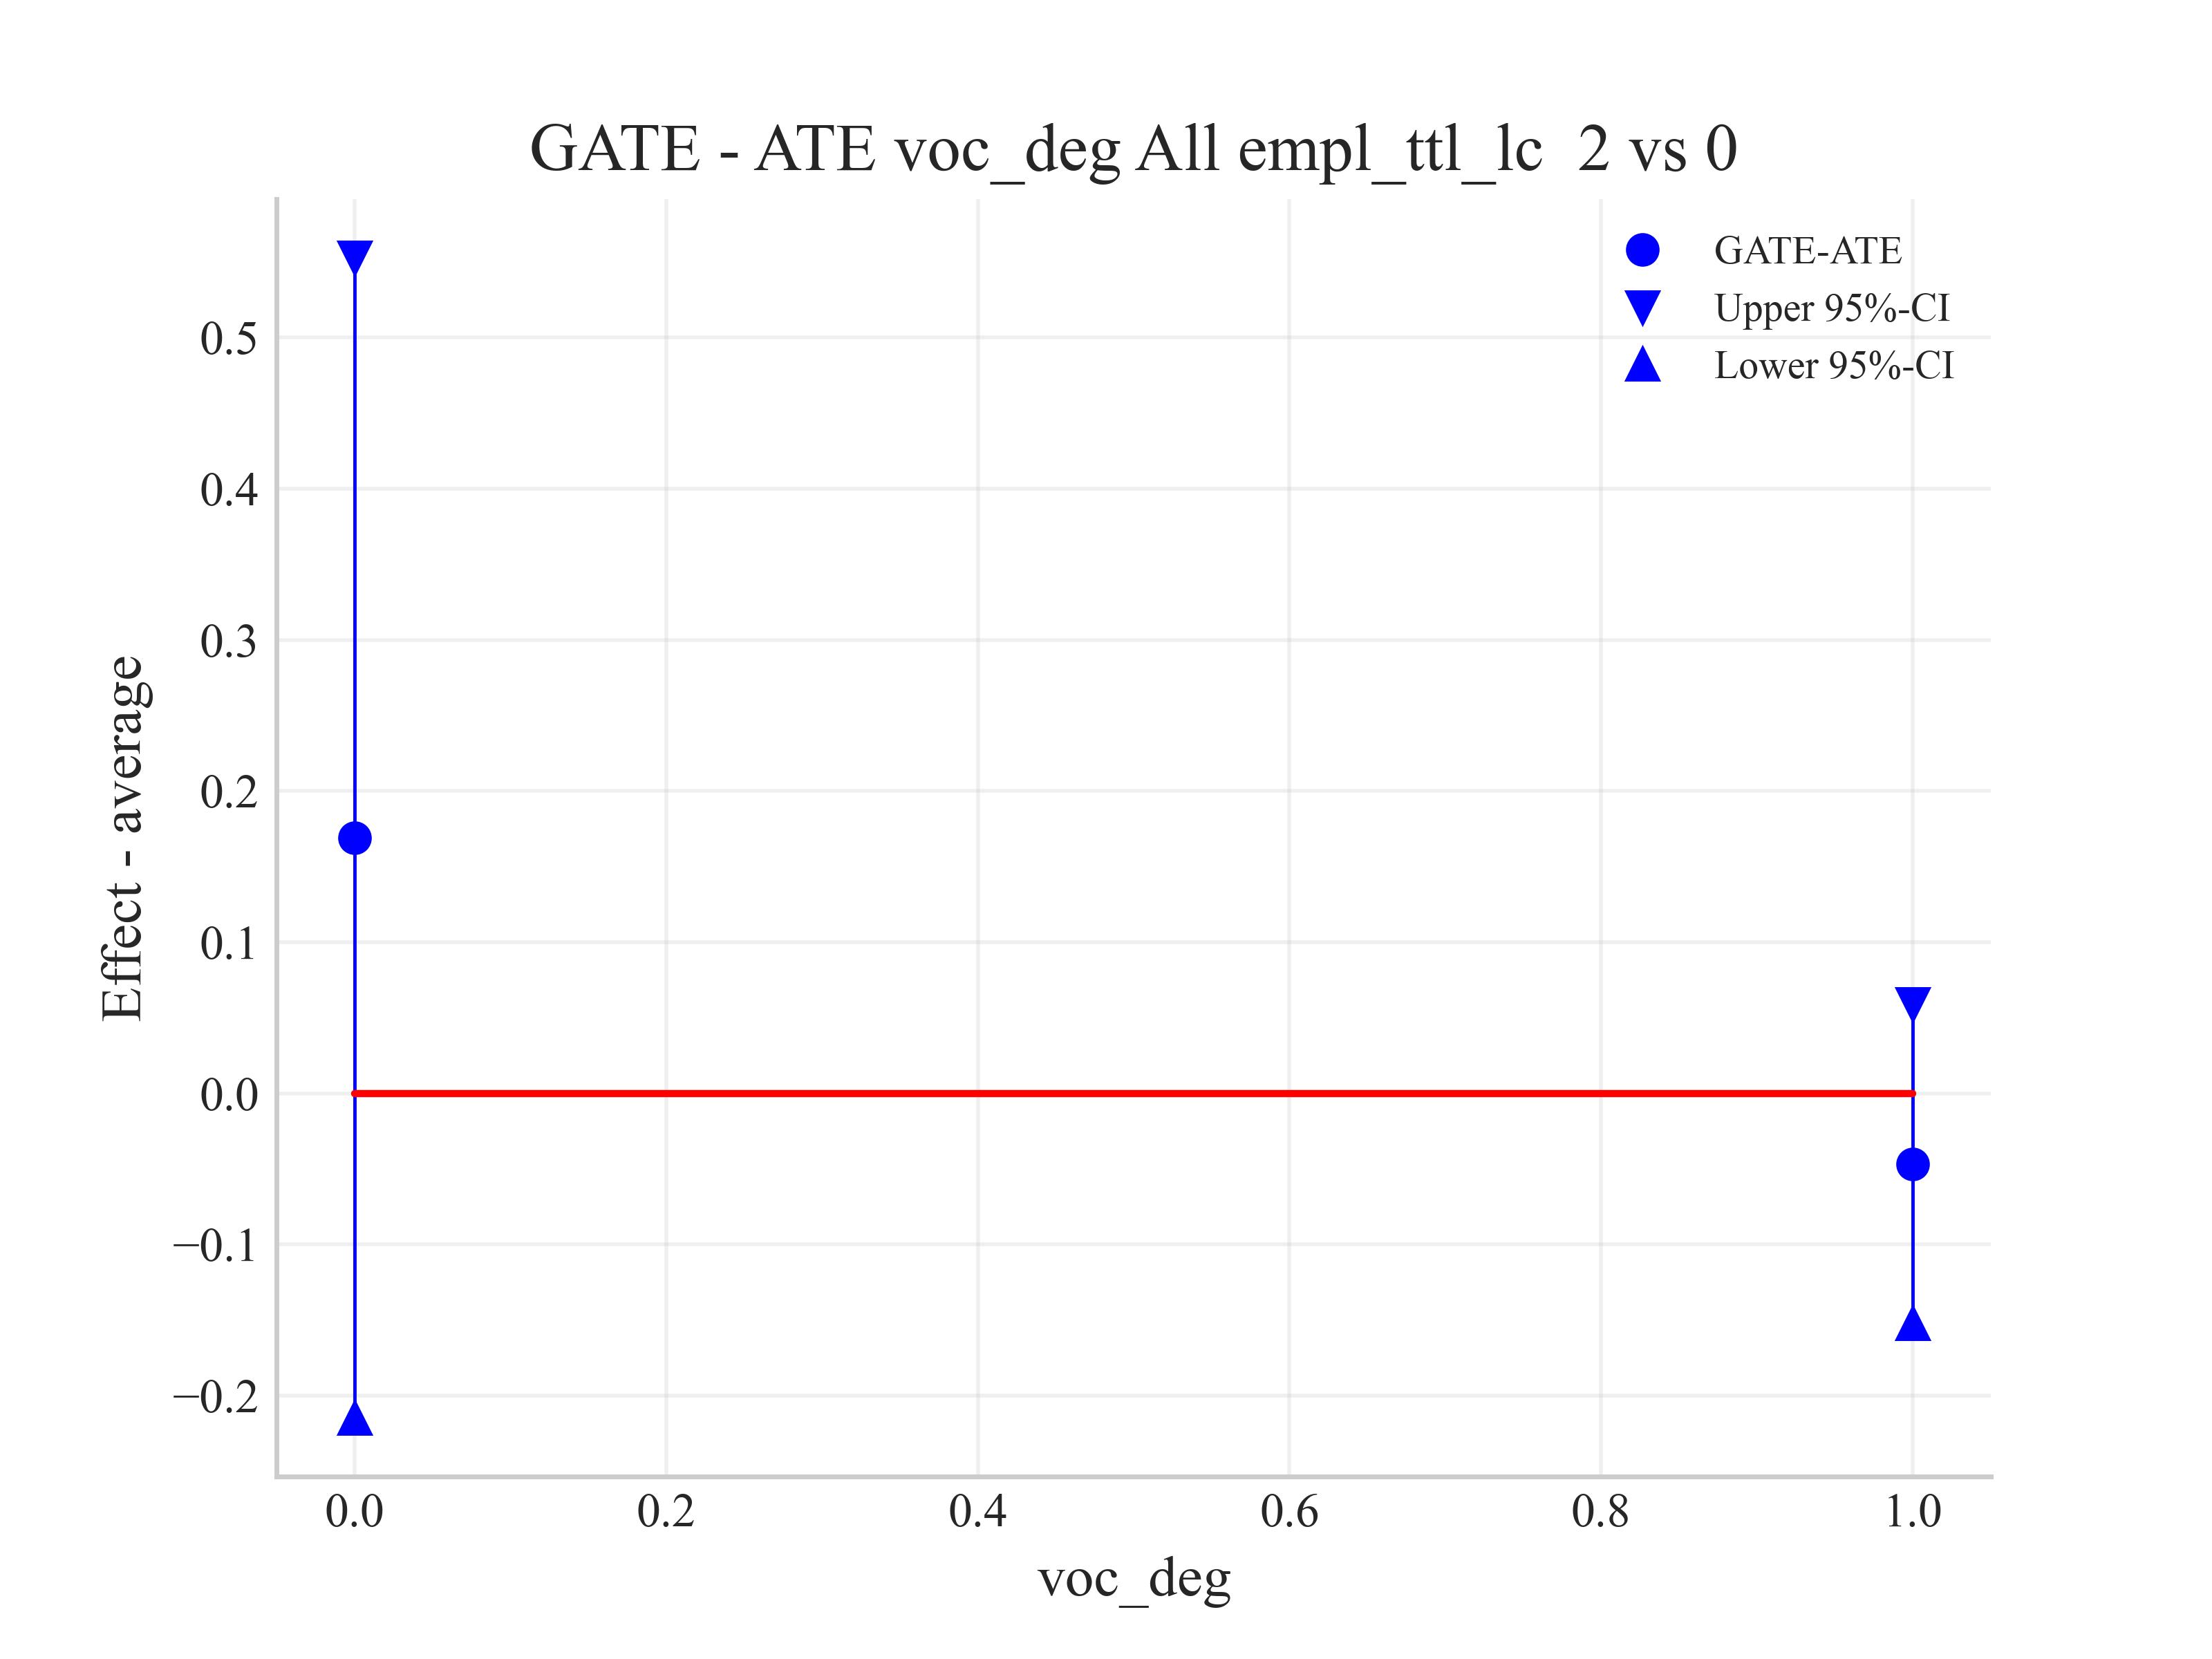 GATE - ATE voc_deg All empl_ttl_lc  2 vs 0
GATE-ATE
Upper 95%-CI
Lower 95%-CI
Effect - average
0.5
0.4
0.3
0.2
0.1
0.0
−0.1
−0.2
0.0 0.2 0.4 0.6 0.8 1.0
voc_deg